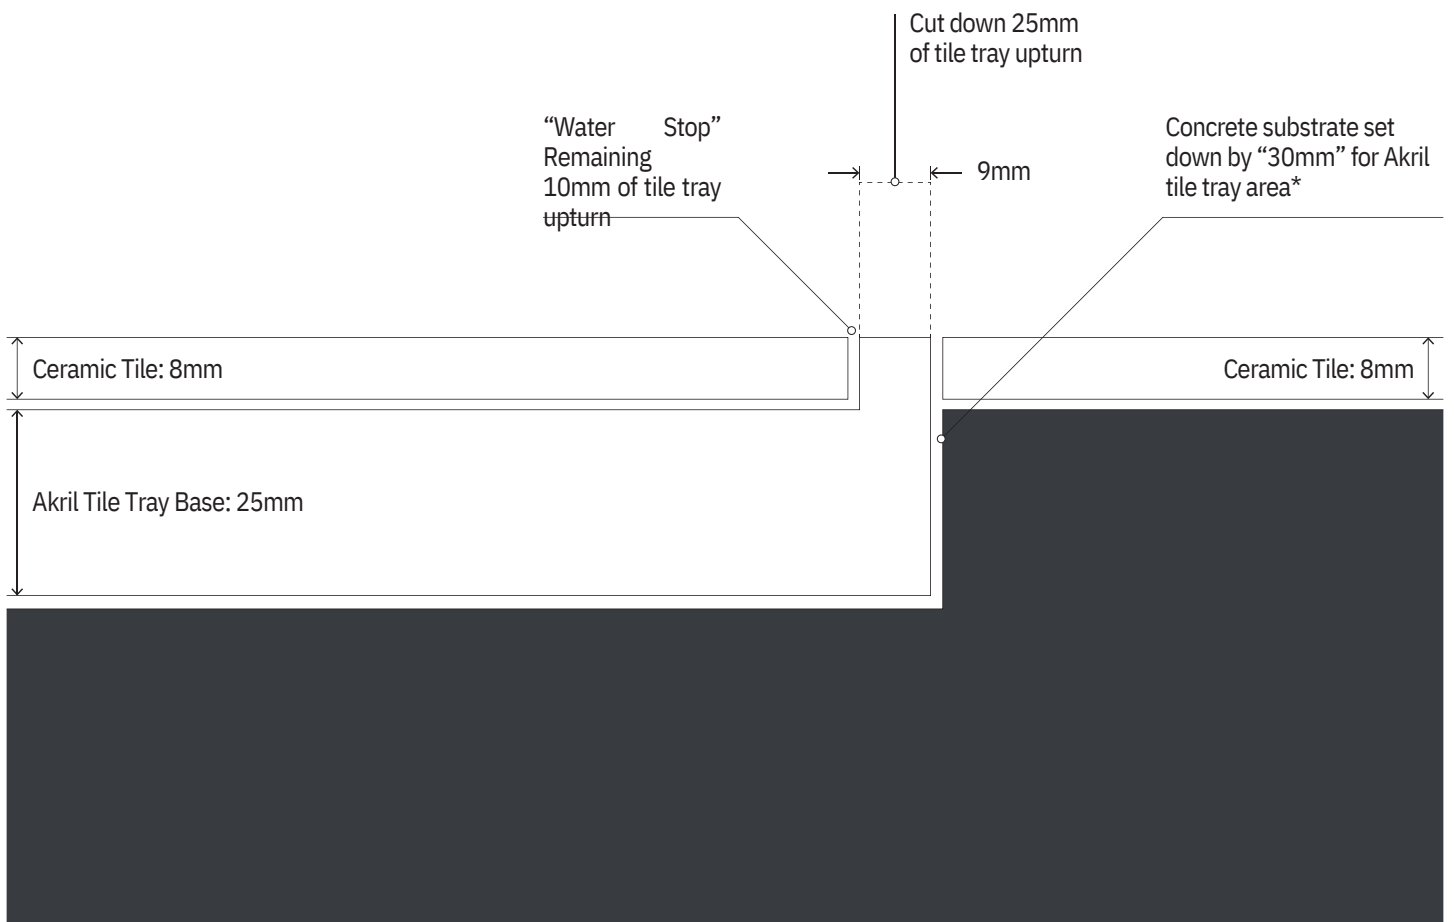 Cut down 25mm
of tile tray upturn
“Water Stop”
Remaining
10mm of tile tray
upturn
9mm
Concrete substrate set
down by “30mm” for Akril
tile tray area*
Ceramic Tile: 8mm
Ceramic Tile: 8mm
Akril Tile Tray Base: 25mm